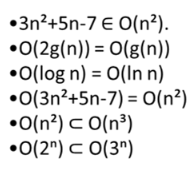 •3n²+5n-7 ∈ O(n²).
•O(2g(n)) = O(g(n))
•O(log n) = O(ln n)
•O(3n²+5n-7) = O(n²)
•O(n²) ⊂ O(n³)
•O(2ⁿ) ⊂ O(3ⁿ)